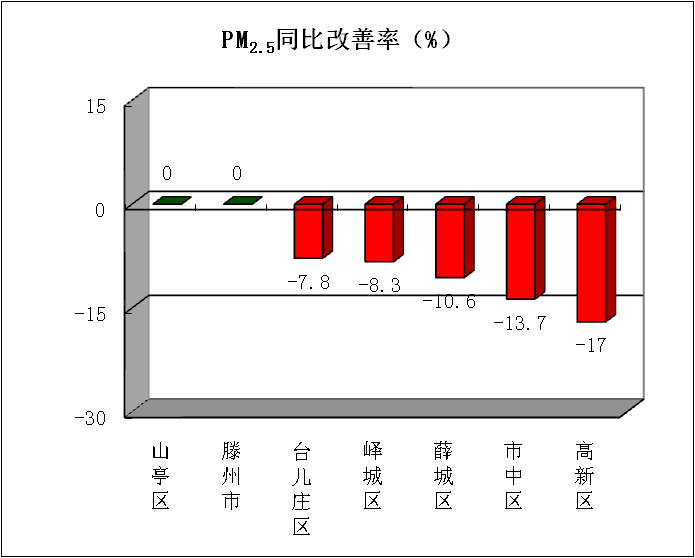 PM2.5同比改善率（%）
15
0
-15
-30
0
0
-7.8
-8.3
-10.6
-13.7
-17
山亭区
滕州市
台儿庄区
峄城区
薛城区
市中区
高新区